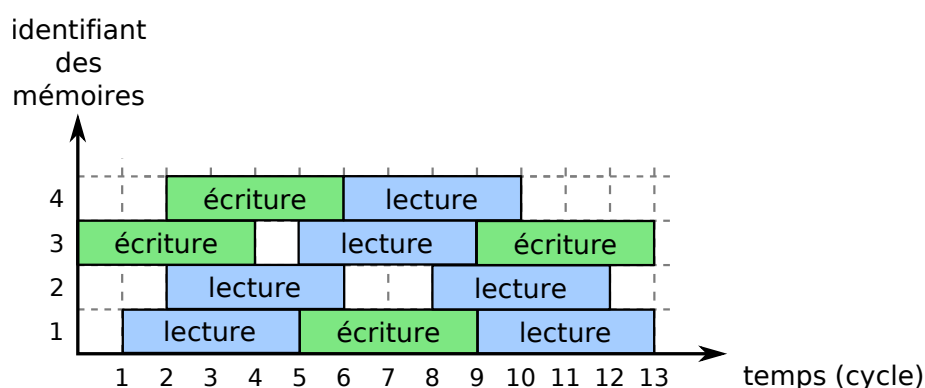 identifiant
des
mémoires
4 écriture lecture
3 écriture lecture écriture
2 lecture lecture
1 lecture écriture lecture
1 2 3 4 5 6 7 8 9 10 11 12 13 temps (cycle)